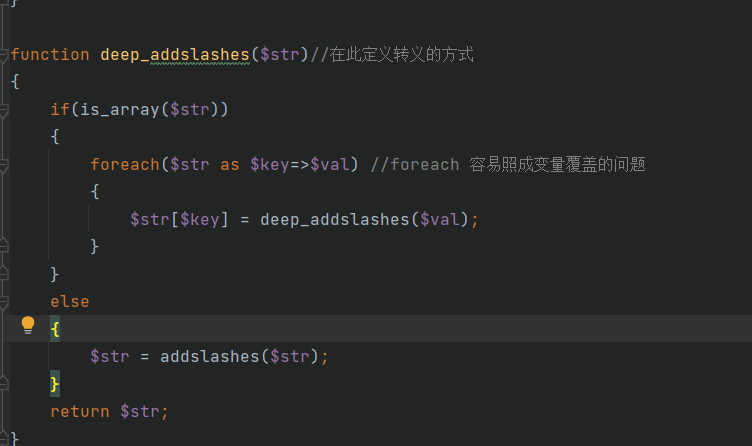 }
function deep_addslashes($str)//在此定义转义的方式
{
    if(is_array($str))
    {
        foreach($str as $key=>$val) //foreach 容易照成变量覆盖的问题
        {
            $str[$key] = deep_addslashes($val);
        }
    }
    else
    {
        $str = addslashes($str);
    }
    return $str;
}